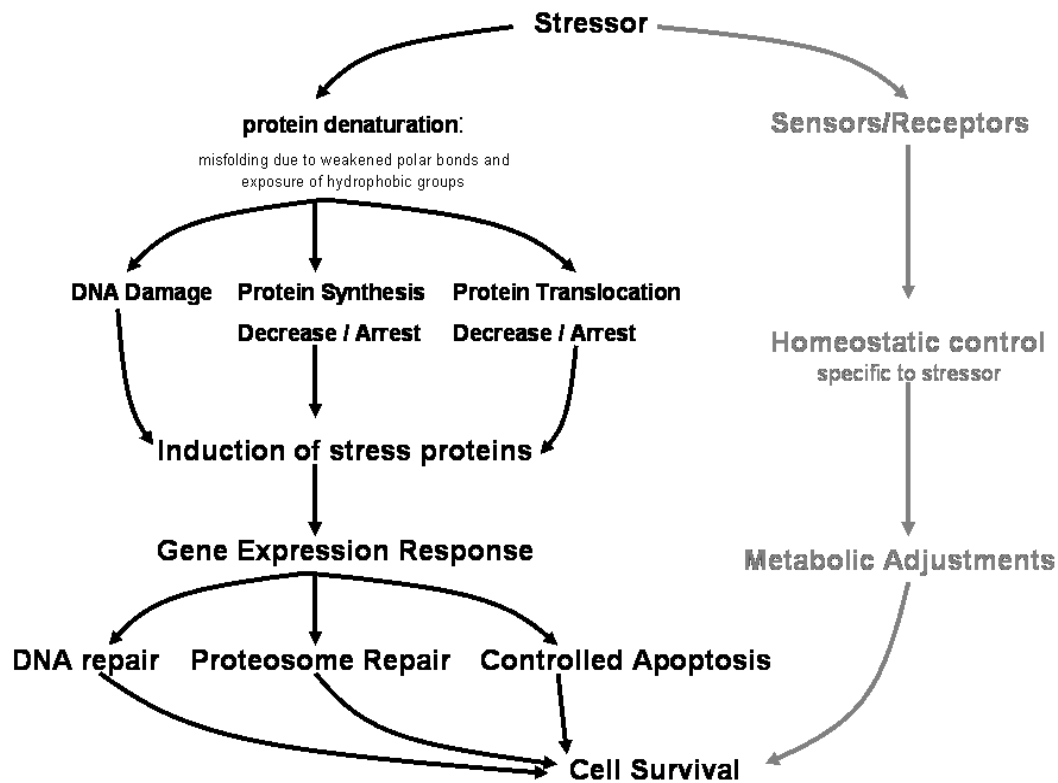 Stressor
protein denaturation:
misfolding due to weakened polar bonds and
exposure of hydrophobic groups
Sensors/Receptors
DNA Damage
Protein Synthesis
Decrease / Arrest
Protein Translocation
Decrease / Arrest
Homeostatic control
specific to stressor
Induction of stress proteins
Gene Expression Response
Metabolic Adjustments
DNA repair
Proteosome Repair
Controlled Apoptosis
Cell Survival